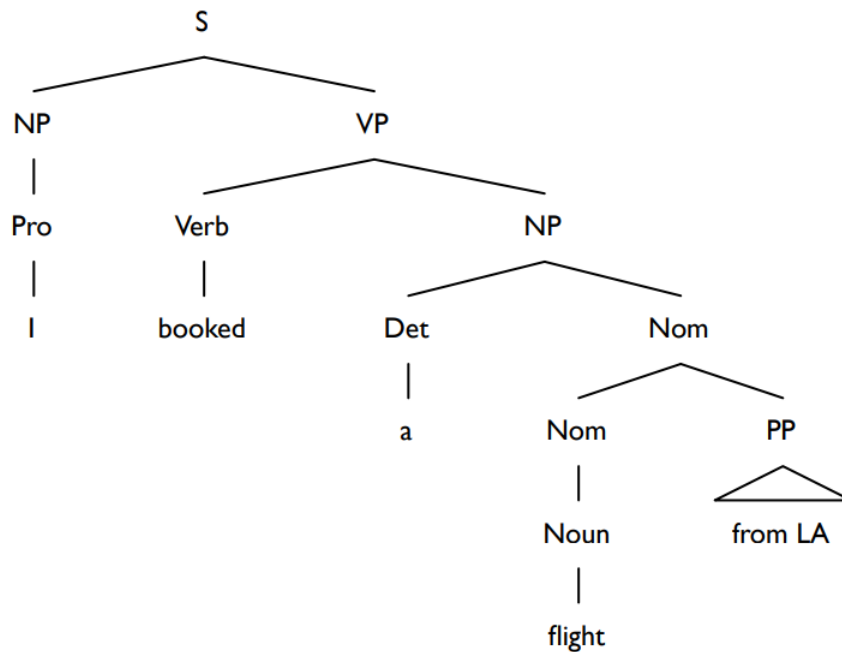 S
NP VP
Pro Verb NP
I booked Det Nom
a Nom PP
Noun from LA
flight